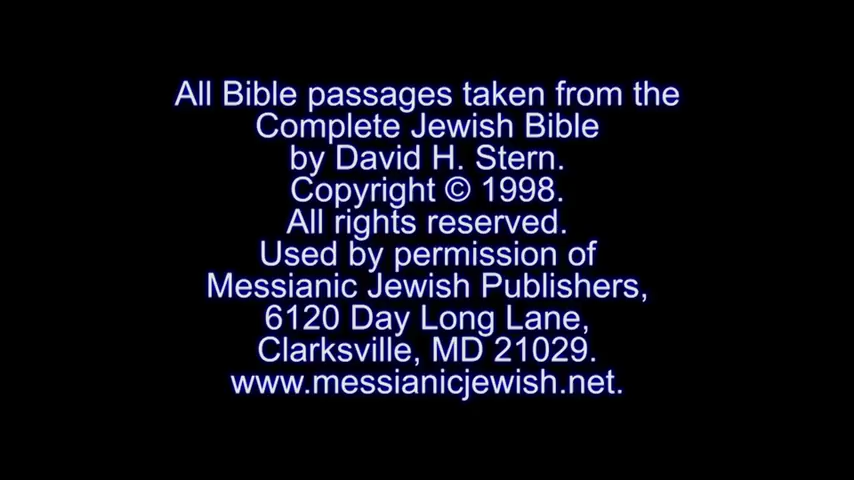 All Bible passages taken from the
Complete Jewish Bible
by David H. Stern.
Copyright © 1998.
All rights reserved.
Used by permission of
Messianic Jewish Publishers,
6120 Day Long Lane,
Clarksville, MD 21029.
www.messianicjewish.net.